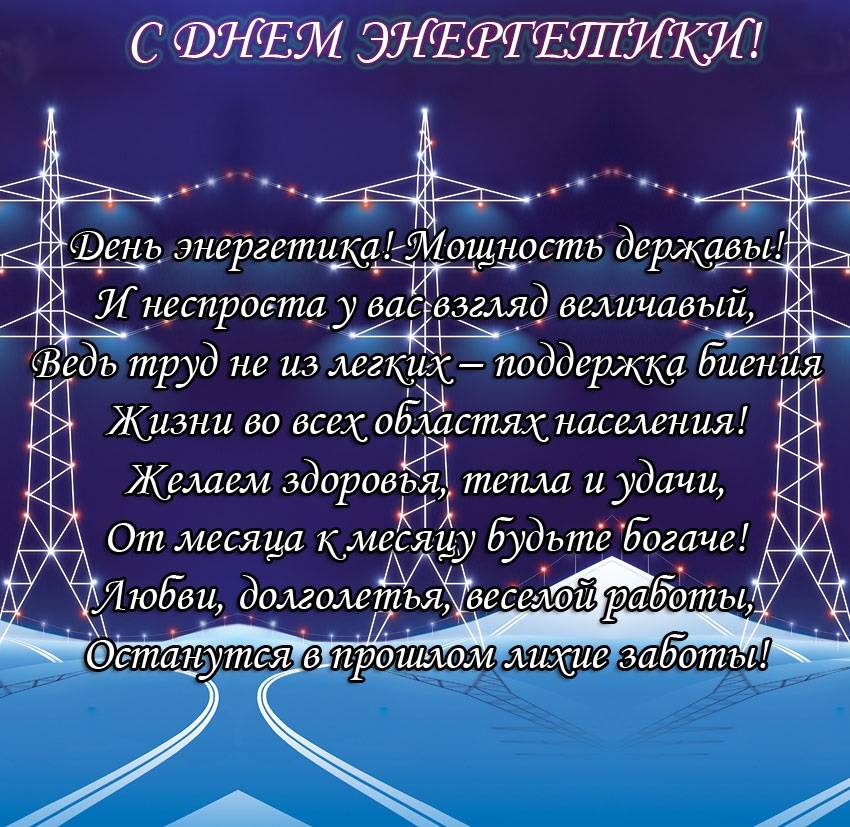 С ДНЕМ ЭНЕРГЕТИКИ!
День энергетика! Мощность державы!
И неспроста у вас взгляд величавый,
Ведь труд не из легких – поддержка биения
Жизни во всех областях населения!
Желаем здоровья, тепла и удачи,
От месяца к месяцу будьте богаче!
Любви, долголетья, веселой работы,
Останутся в прошлом лихие заботы!